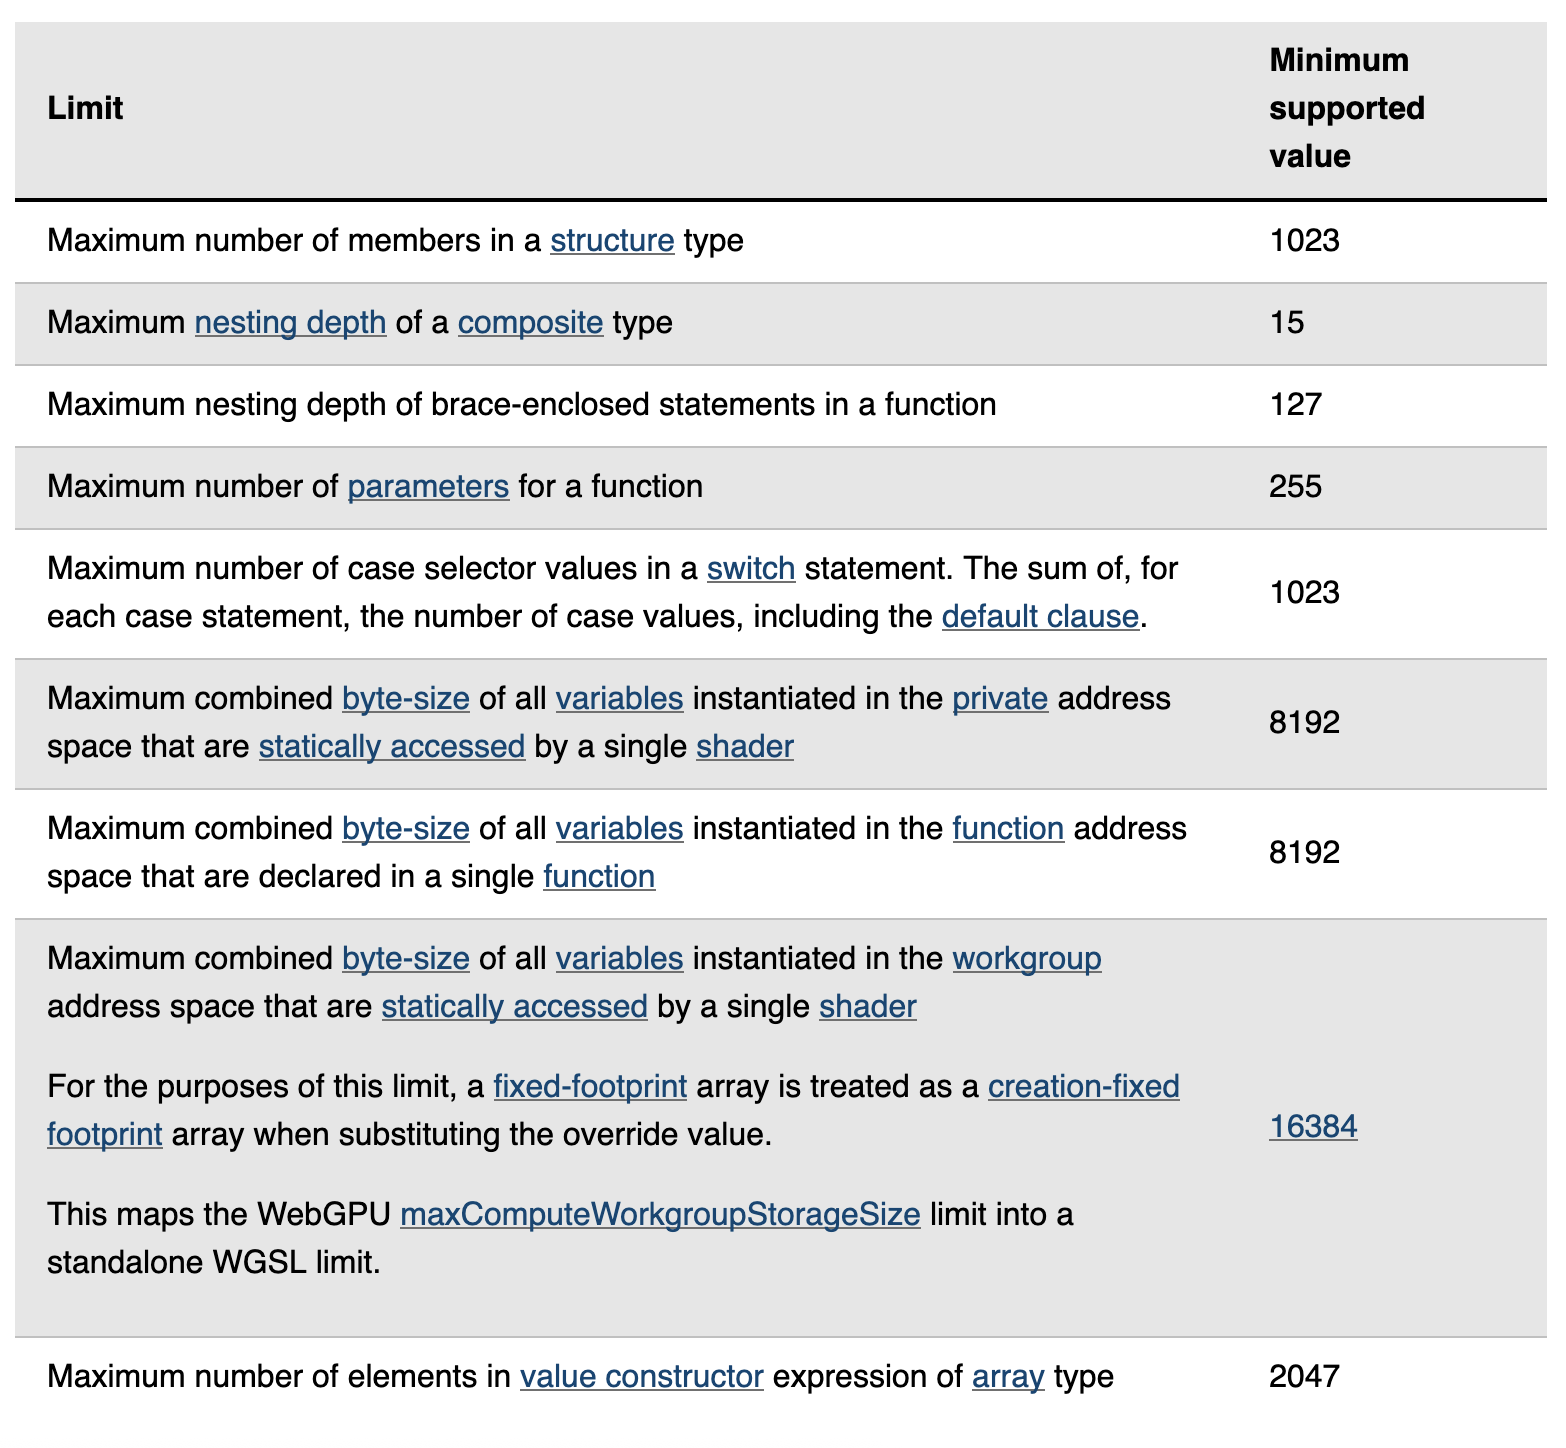 Limit
Minimum
supported
value
Maximum number of members in a structure type
1023
Maximum nesting depth of a composite type
15
Maximum nesting depth of brace-enclosed statements in a function
127
Maximum number of parameters for a function
255
Maximum number of case selector values in a switch statement. The sum of, for
each case statement, the number of case values, including the default clause.
1023
Maximum combined byte-size of all variables instantiated in the private address
space that are statically accessed by a single shader
8192
Maximum combined byte-size of all variables instantiated in the function address
space that are declared in a single function
8192
Maximum combined byte-size of all variables instantiated in the workgroup
address space that are statically accessed by a single shader
For the purposes of this limit, a fixed-footprint array is treated as a creation-fixed
footprint array when substituting the override value.
This maps the WebGPU maxComputeWorkgroupStorageSize limit into a
standalone WGSL limit.
16384
Maximum number of elements in value constructor expression of array type
2047